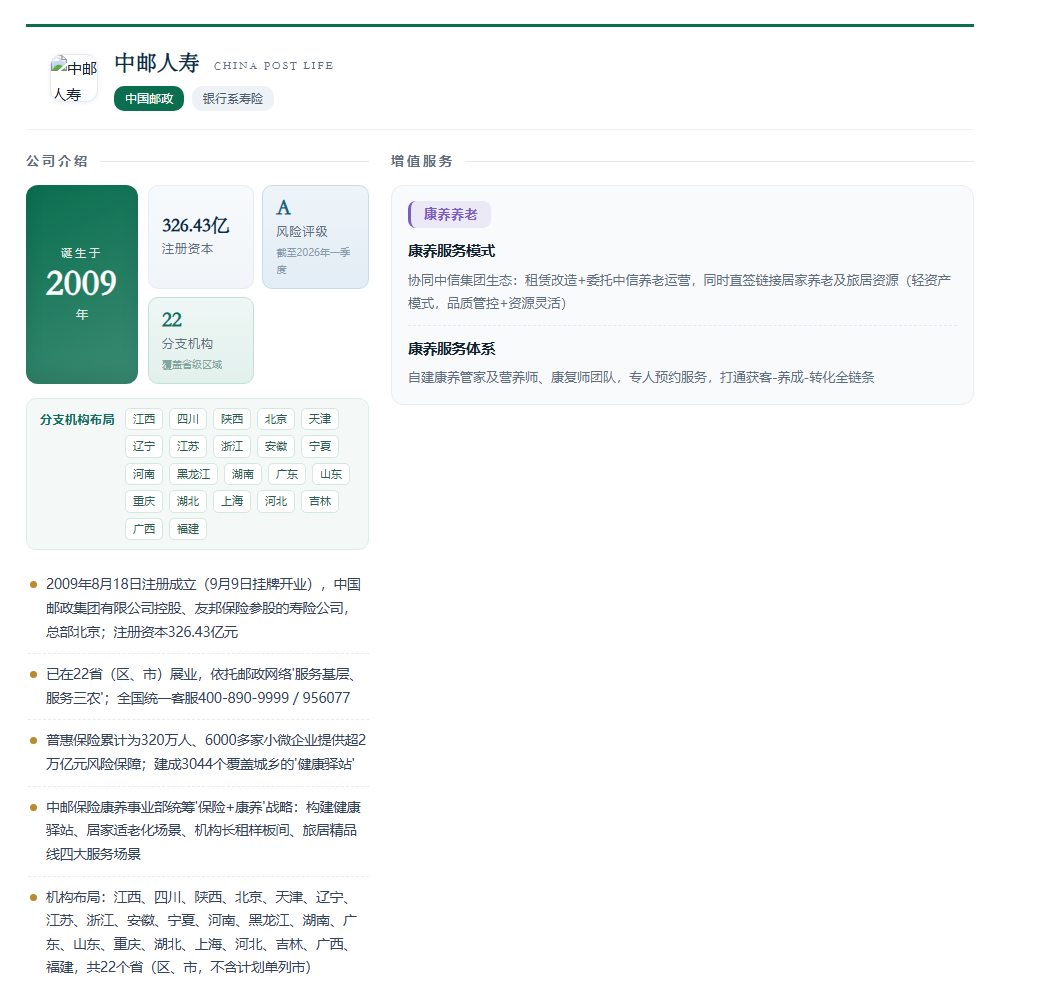 中邮人寿
中邮人寿 CHINA POST LIFE
中国邮政 银行系寿险
公司介绍
诞生于
2009
年
326.43亿
注册资本
A
风险评级
截至2026年一季
度
22
分支机构
覆盖省级区域
分支机构布局
江西 四川 陕西 北京 天津
辽宁 江苏 浙江 安徽 宁夏
河南 黑龙江 湖南 广东 山东
重庆 湖北 上海 河北 吉林
广西 福建
2009年8月18日注册成立（9月9日挂牌开业），中国
邮政集团有限公司控股、友邦保险参股的寿险公司，
总部北京；注册资本326.43亿元
已在22省（区、市）展业，依托邮政网络'服务基层、
服务三农'；全国统一客服400-890-9999 / 956077
普惠保险累计为320万人、6000多家小微企业提供超2
万亿元风险保障；建成3044个覆盖城乡的'健康驿站'
中邮保险康养事业部统筹'保险+康养'战略：构建健康
驿站、居家适老化场景、机构长租样板间、旅居精品
线四大服务场景
机构布局：江西、四川、陕西、北京、天津、辽宁、
江苏、浙江、安徽、宁夏、河南、黑龙江、湖南、广
东、山东、重庆、湖北、上海、河北、吉林、广西、
福建，共22个省（区、市，不含计划单列市）
增值服务
康养养老
康养服务模式
协同中信集团生态：租赁改造+委托中信养老运营，同时直签链接居家养老及旅居资源（轻资产
模式，品质管控+资源灵活）
康养服务体系
自建康养管家及营养师、康复师团队，专人预约服务，打通获客-养成-转化全链条